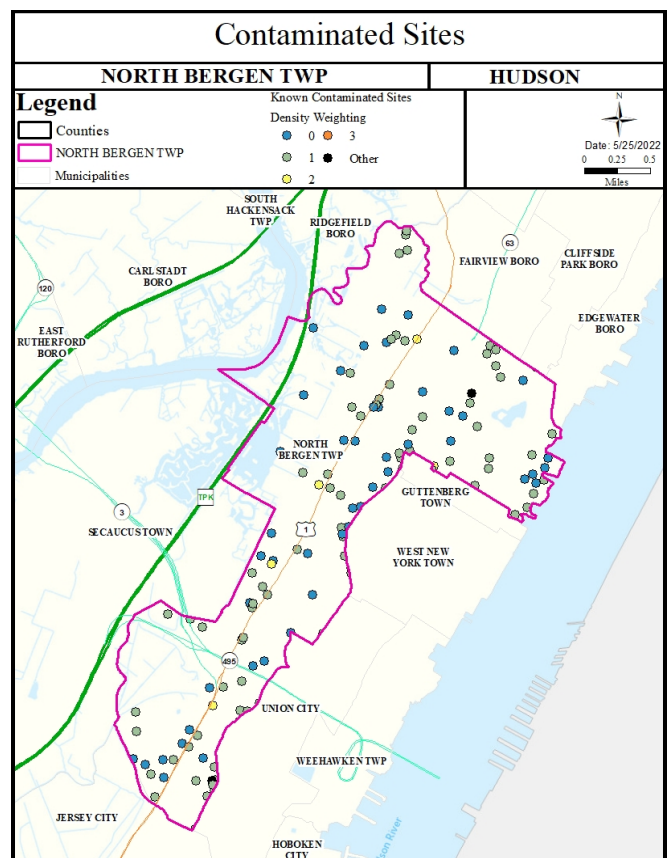 Contaminated Sites
NORTH BERGEN TWP
HUDSON
Legend
Counties
NORTH BERGEN TWP
Municipalities
Known Contaminated Sites
Density Weighting
0
3
1
Other
2
N
Date: 5/25/2022
0 0.25 0.5
Miles
SOUTH
HACKENSACK
TWP
RIDGEFIELD
BORO
63
FAIRVIEW BORO
CLIFFSIDE
PARK BORO
CARLSTADT
BORO
120
EDGEWATER
BORO
EAST
RUTHERFORD
BORO
NORTH
BERGEN TWP
TPK
GUTTENBERG
TOWN
3
SECAUCUS TOWN
1
WEST NEW
YORK TOWN
495
UNION CITY
WEEHAWKEN TWP
JERSEY CITY
HOBOKEN
CITY
River